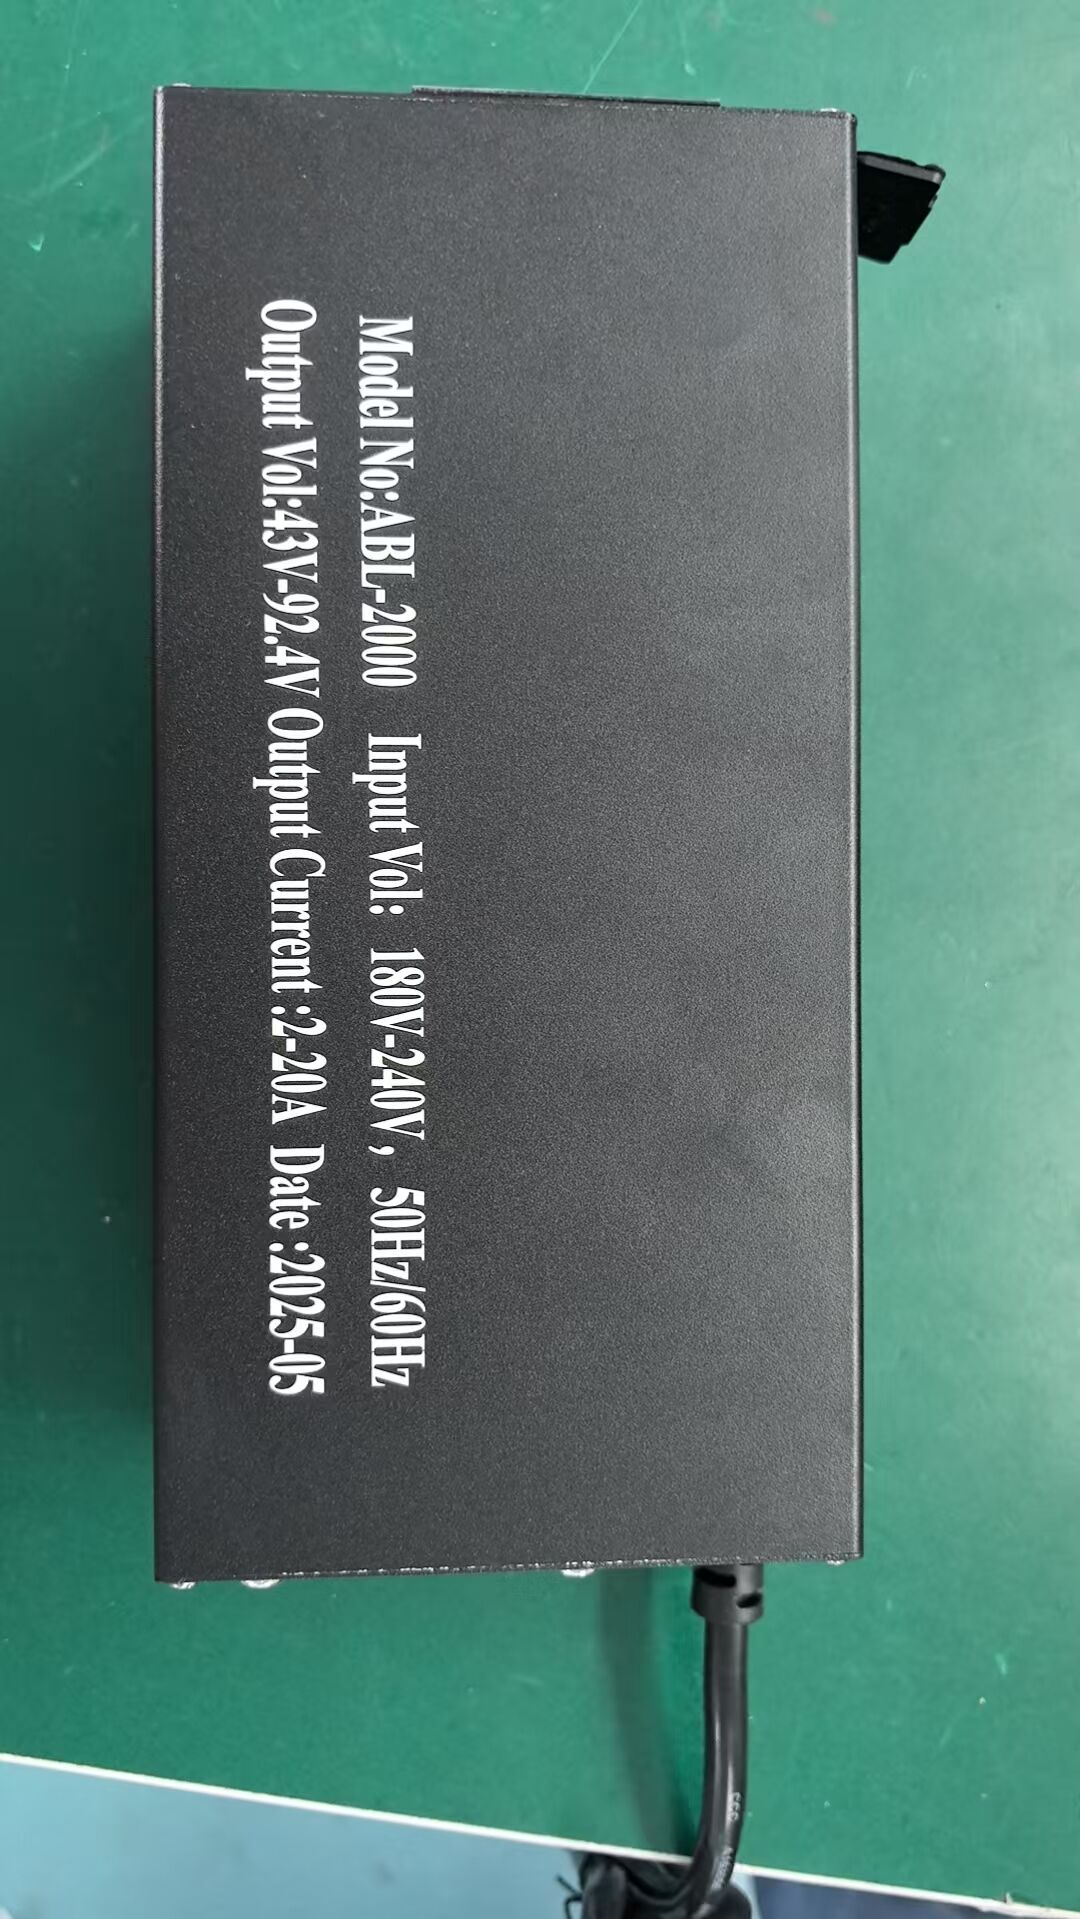 Model No:ABL-2000 Input Vol: 180V-240V, 50Hz/60Hz
Output Vol:43V-92.4V Output Current :2-20A Date :2025-05